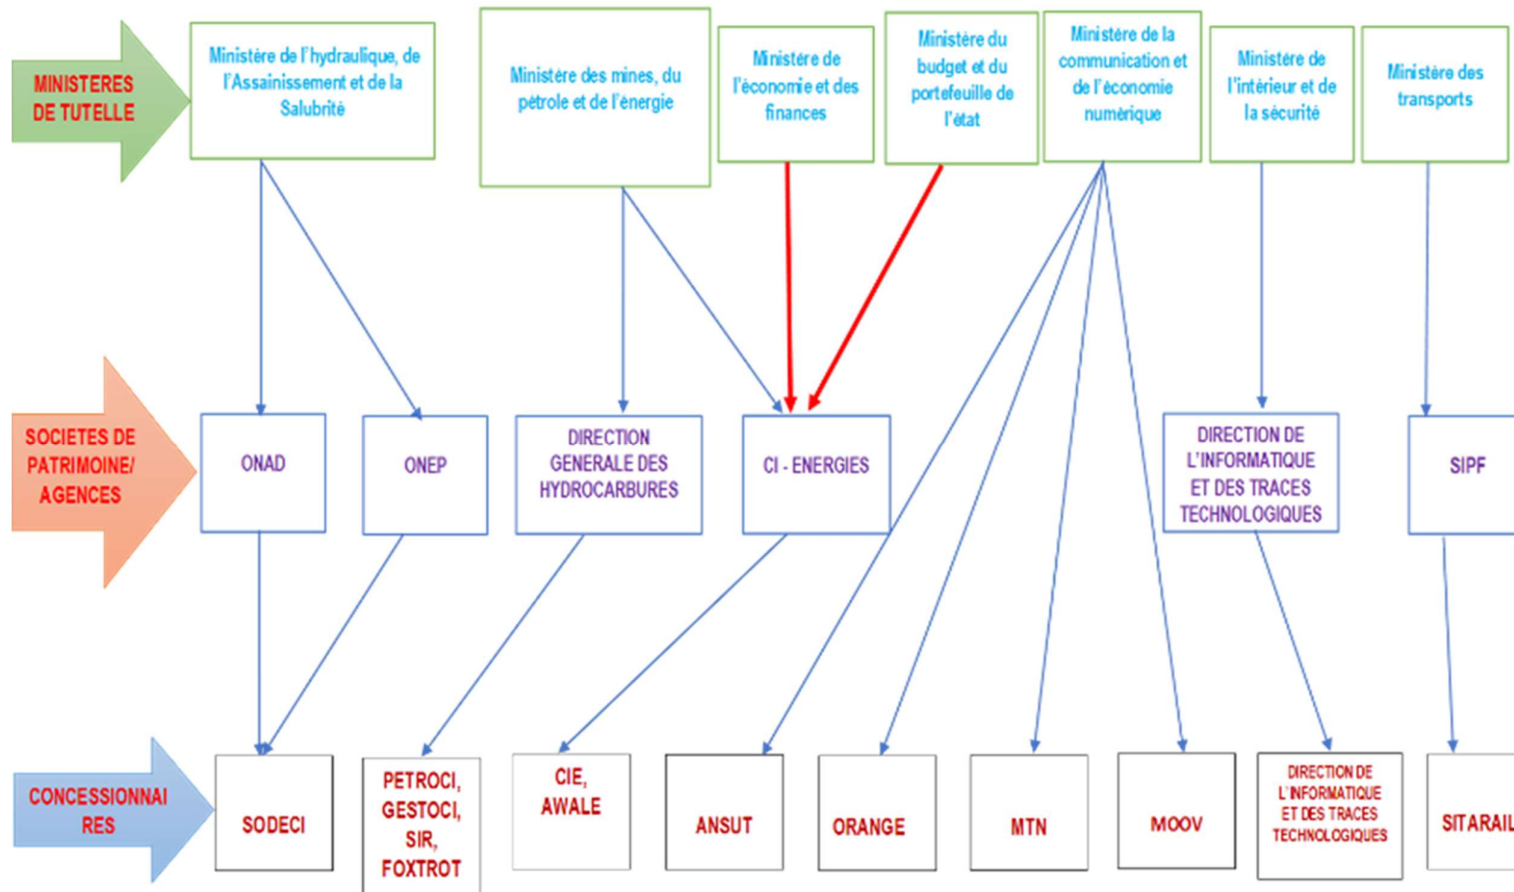 MINISTERES
DE TUTELLE
Ministère de l'hydraulique, de
l'Assainissement et de la
Salubrité
Ministère des mines, du
pétrole et de l'énergie
Ministère de
l'économie et des
finances
Ministère du
budget et du
portefeuille de
l'état
Ministère de la
communication et
de l'économie
numérique
Ministère de
l'intérieur et de
la sécurité
Ministère des
transports
SOCIETES DE
PATRIMOINE/
AGENCES
ONAD
ONEP
DIRECTION
GENERALE DES
HYDROCARBURES
CI - ENERGIES
DIRECTION DE
L'INFORMATIQUE
ET DES TRACES
TECHNOLOGIQUES
SIPF
CONCESSIONNAI
RES
SODECI
PETROCI,
GESTOCI,
SIR,
FOXTROT
CIE,
AWALE
ANSUT
ORANGE
MTN
MOOV
DIRECTION DE
L'INFORMATIQUE
ET DES TRACES
TECHNOLOGIQUES
SITARAIL